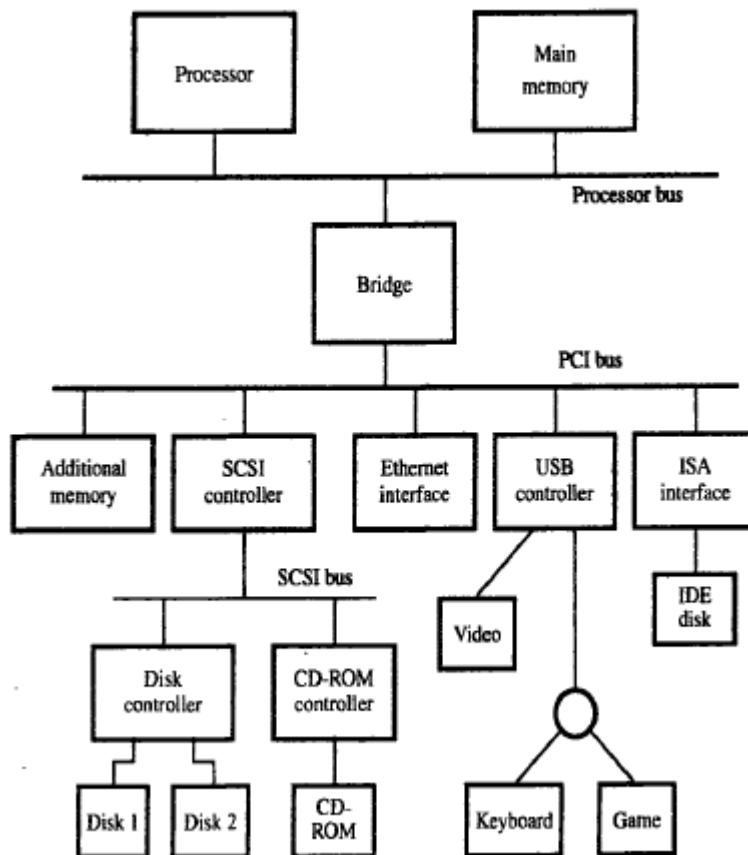 Processor
Main
memory
Processor bus
Bridge
PCI bus
Additional
memory
SCSI
controller
Ethernet
interface
USB
controller
ISA
interface
SCSI bus
Video
IDE
disk
Disk
controller
CD-ROM
controller
Disk 1
Disk 2
CD-
ROM
Keyboard
Game